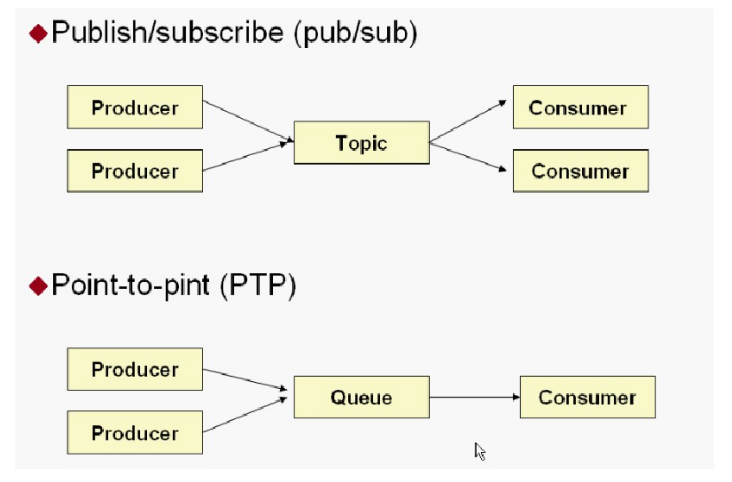 Publish/subscribe (pub/sub)
Producer
Consumer
Topic
Producer
Consumer
Point-to-pint (PTP)
Producer
Queue
Consumer
Producer